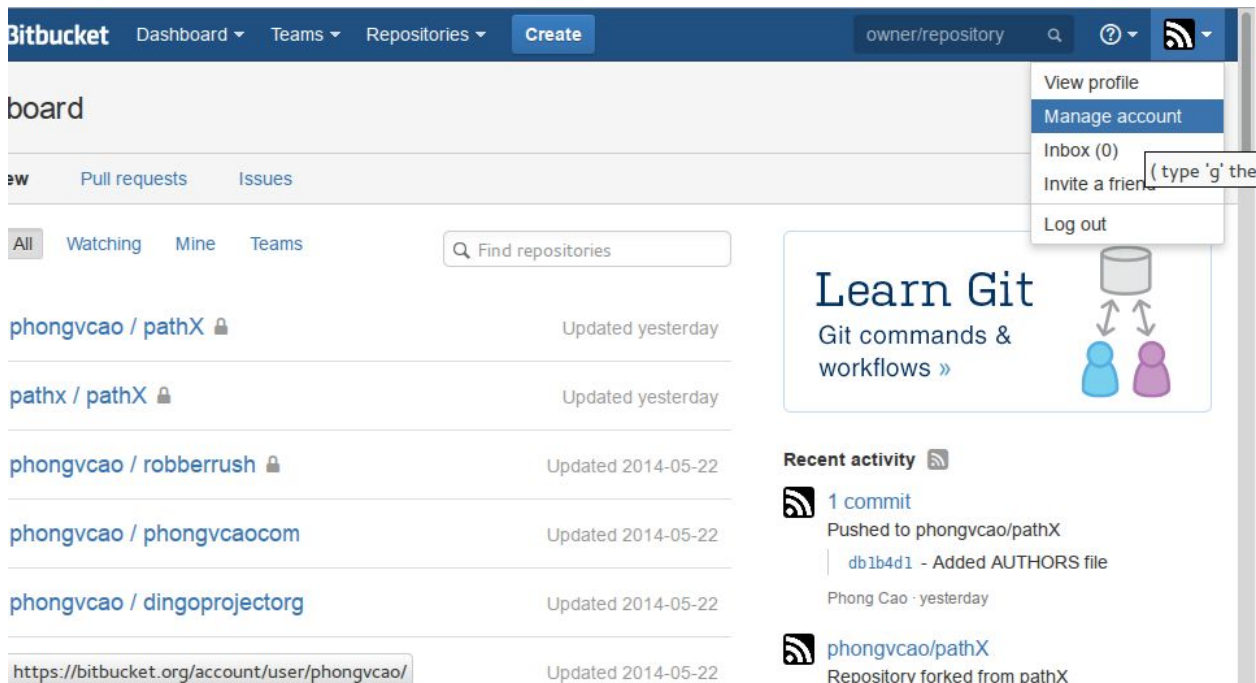 Bitbucket Dashboard Teams Repositories Create owner/repository
View profile
Manage account
Inbox (0)
( type 'g' the
Invite a friend
Log out
board
ew Pull requests Issues
All Watching Mine Teams Find repositories
phongvcao / pathX Updated yesterday
pathx / pathX Updated yesterday
phongvcao / robberrush Updated 2014-05-22
phongvcao / phongvcaocom Updated 2014-05-22
phongvcao / dingoprojectorg Updated 2014-05-22
https://bitbucket.org/account/user/phongvcao/ Updated 2014-05-22
Learn Git
Git commands &
workflows »
Recent activity
1 commit
Pushed to phongvcao/pathX
db1b4d1 - Added AUTHORS file
Phong Cao · yesterday
phongvcao/pathX
Repository forked from pathX